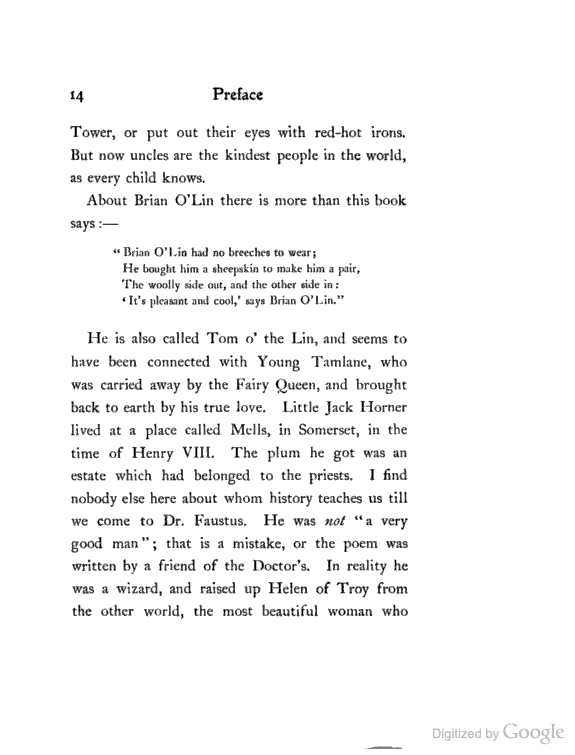 14 Preface
Tower, or put out their eyes with red-hot irons.
But now uncles are the kindest people in the world,
as every child knows.
About Brian O'Lin there is more than this book
says :—
“ Brian O'Lin had no breeches to wear ;
He bought him a sheepskin to make him a pair,
The woolly side out, and the other side in :
‘ It's pleasant and cool,’ says Brian O'Lin.”
He is also called Tom o' the Lin, and seems to
have been connected with Young Tamlane, who
was carried away by the Fairy Queen, and brought
back to earth by his true love. Little Jack Horner
lived at a place called Mells, in Somerset, in the
time of Henry VIII. The plum he got was an
estate which had belonged to the priests. I find
nobody else here about whom history teaches us till
we come to Dr. Faustus. He was not “ a very
good man ” ; that is a mistake, or the poem was
written by a friend of the Doctor's. In reality he
was a wizard, and raised up Helen of Troy from
the other world, the most beautiful woman who
Digitized by Google